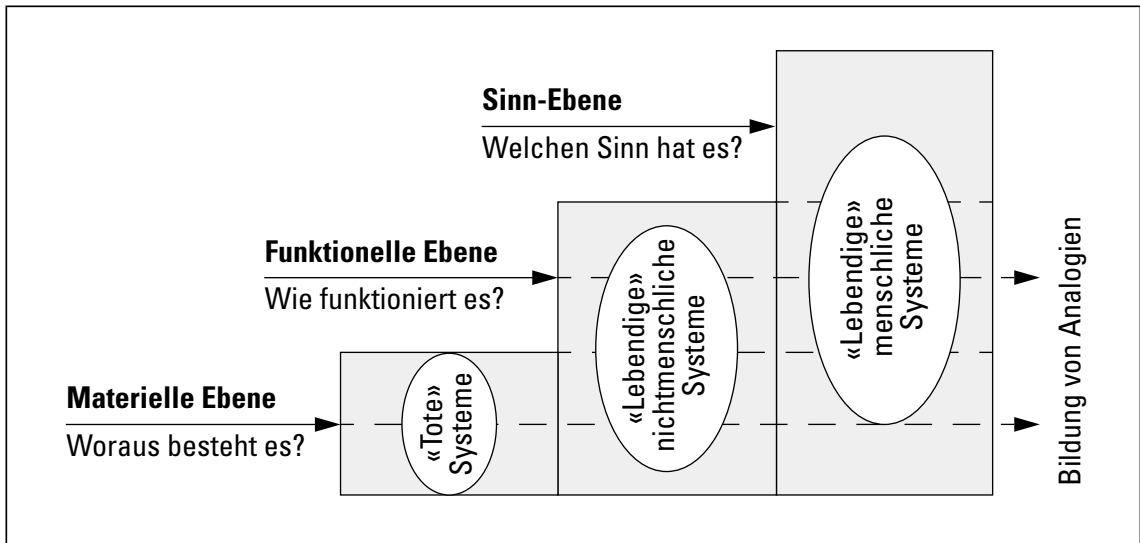 Sinn-Ebene
Welchen Sinn hat es?
Funktionelle Ebene
Wie funktioniert es?
Materielle Ebene
Woraus besteht es?
«Tote»
Systeme
«Lebendige»
nichtmenschliche
Systeme
«Lebendige»
menschliche
Systeme
Bildung von Analogien